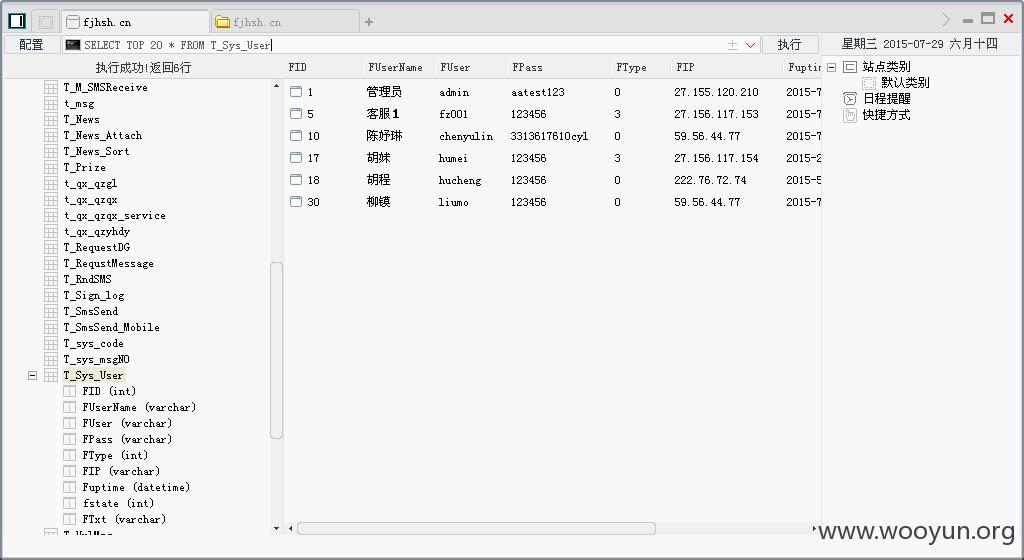 fjhsh.cn
fjhsh.cn
配置
SELECT TOP 20 * FROM T_Sys_User
执行
星期三 2015-07-29 六月十四
执行成功!返回6行
T_M_SMSReceive
t_msg
T_News
T_News_Attach
T_News_Sort
T_Prize
t_qx_qzgl
t_qx_qzqx
t_qx_qzqx_service
t_qx_qzyhdy
T_RequestDG
T_RequstMessage
T_RndSMS
T_Sign_log
T_SmsSend
T_SmsSend_Mobile
T_sys_code
T_sys_msgNO
T_Sys_User
FID (int)
FUserName (varchar)
FUser (varchar)
FPass (varchar)
FType (int)
FIP (varchar)
Fuptime (datetime)
fstate (int)
FTxt (varchar)
FID FUserName FUser FPass FType FIP Fuptim
1 管理员 admin aatest123 0 27.155.120.210 2015-7
5 客服1 fz001 3 27.156.117.153 2015-7
10 陈妤琳 chenyulin 3313617610cyl 0 59.56.44.77 2015-7
17 胡妹 humei 123456 3 27.156.117.154 2015-2
18 胡程 hucheng 123456 0 222.76.72.74 2015-5
30 柳镆 liumo 123456 0 59.56.44.77 2015-7
站点类别
默认类别
日程提醒
快捷方式
www.wooyun.org